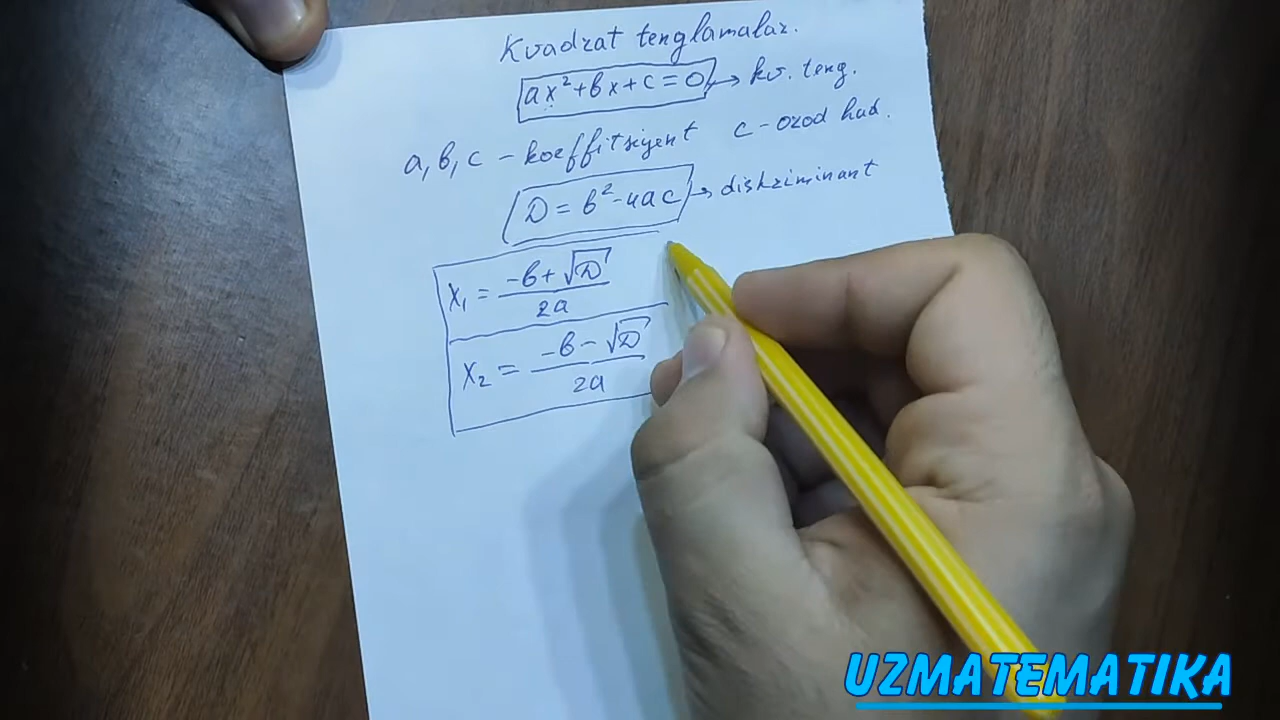 Kvadrat tenglamalar.
ax²+bx+c=0 → kv. teng.
a, b, c – koeffitsiyent c – ozod had.
D = b²-4ac → diskriminant
x₁ = (-b+√D)/2a
x₂ = (-b-√D)/2a
UZMATEMATIKA